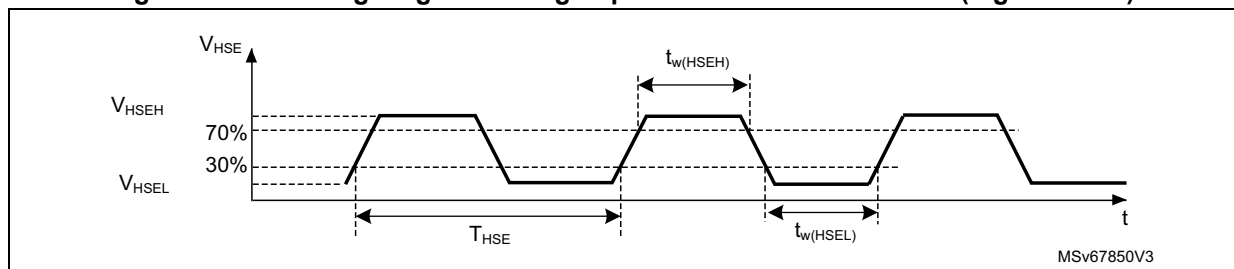 V_HSE
t_w(HSEH)
V_HSEH
70%
30%
V_HSEL
T_HSE
t_w(HSEL)
t
MSv67850V3